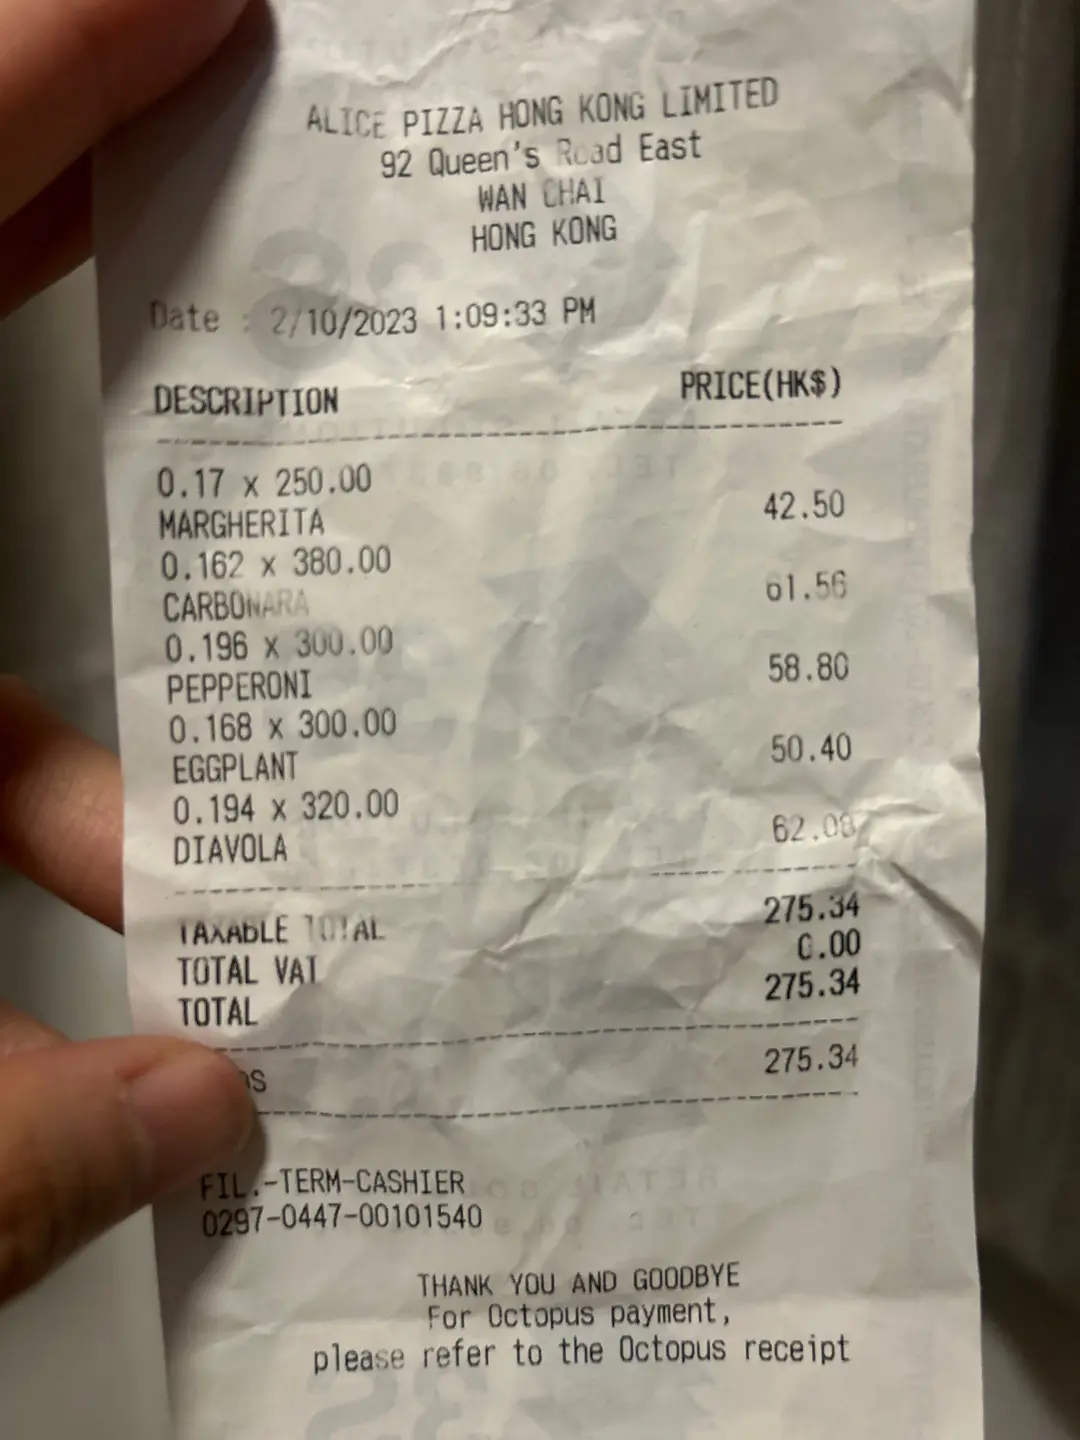 ALICE PIZZA HONG KONG LIMITED
92 Queen's Road East
WAN CHAI
HONG KONG
Date : 2/10/2023 1:09:33 PM
DESCRIPTION PRICE(HK$)
0.17 x 250.00
MARGHERITA 42.50
0.162 x 380.00
CARBONARA 61.56
0.196 x 300.00
PEPPERONI 58.80
0.168 x 300.00
EGGPLANT 50.40
0.194 x 320.00
DIAVOLA 62.08
TAXABLE TOTAL 275.34
TOTAL VAT 0.00
TOTAL 275.34
275.34
FIL.-TERM-CASHIER
0297-0447-00101540
THANK YOU AND GOODBYE
For Octopus payment,
please refer to the Octopus receipt